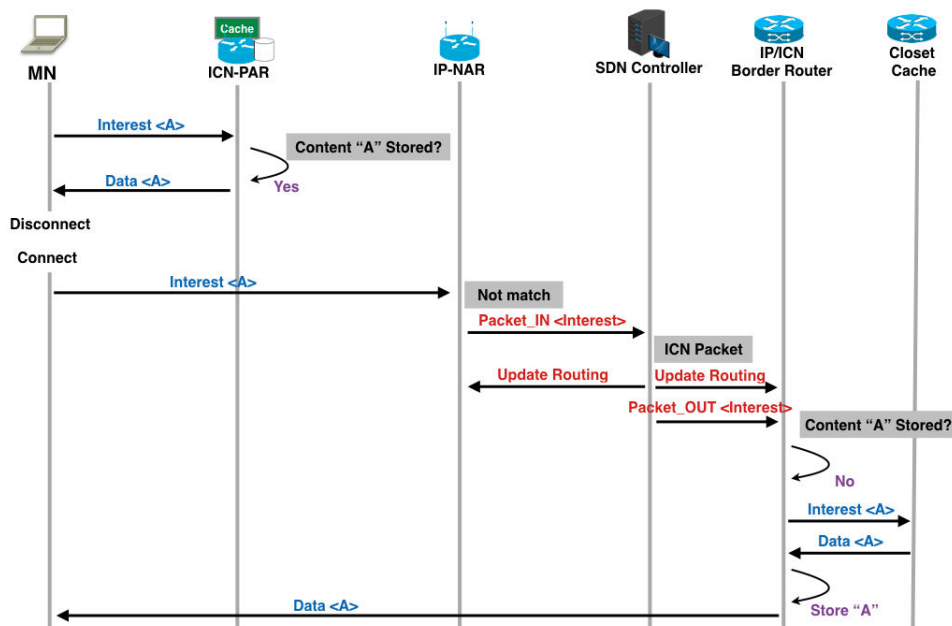 Cache
MN
ICN-PAR
IP-NAR
SDN Controller
IP/ICN
Border Router
Closet
Cache
Interest <A>
Content “A” Stored?
Yes
Data <A>
Disconnect
Connect
Interest <A>
Not match
Packet_IN <Interest>
ICN Packet
Update Routing
Update Routing
Packet_OUT <Interest>
Content “A” Stored?
No
Interest <A>
Data <A>
Store “A”
Data <A>